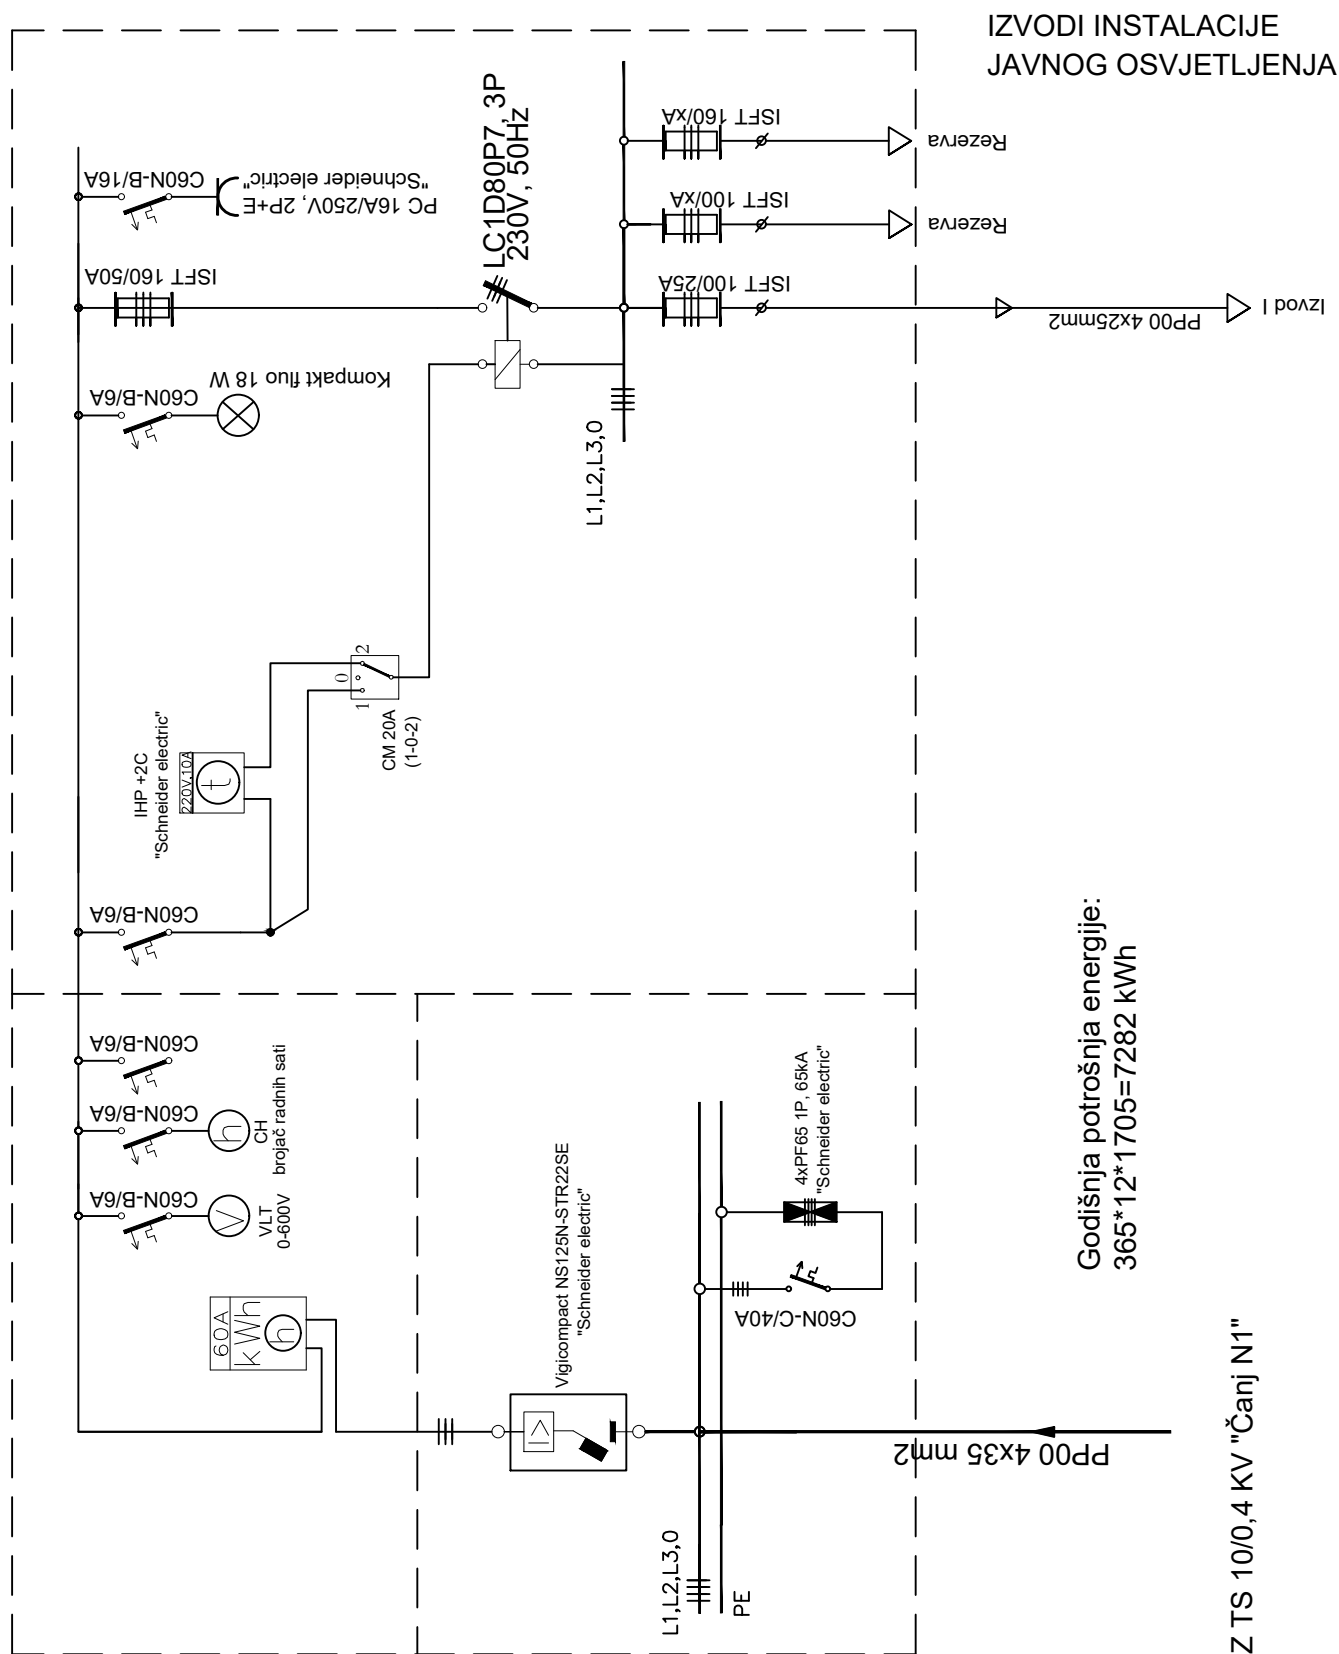 IZVODI INSTALACIJE
JAVNOG OSVJETLJENJA
C60N-B/16A
PC 16A/250V, 2P+E
"Schneider electric"
ISFT 160/50A
C60N-B/6A
Kompakt fluo 18 W
LC1D80P7, 3P
230V, 50Hz
ISFT 160/xA
Rezerva
ISFT 100/xA
Rezerva
ISFT 100/25A
PP00 4x25mm2
Izvod I
L1,L2,L3,0
1
0
2
CM 20A
(1-0-2)
IHP +2C
"Schneider electric"
220V,10A
t
C60N-B/6A
C60N-B/6A
C60N-B/6A
h
CH
brojač radnih sati
C60N-B/6A
V
VLT
0-600V
60A
kWh
h
Vigicompact NS125N-STR22SE
"Schneider electric"
I>
4xPF65 1P, 65kA
"Schneider electric"
C60N-C/40A
PP00 4x35 mm2
L1,L2,L3,0
PE
Godišnja potrošnja energije:
365*12*1705=7282 kWh
Z TS 10/0,4 KV "Čanj N1"